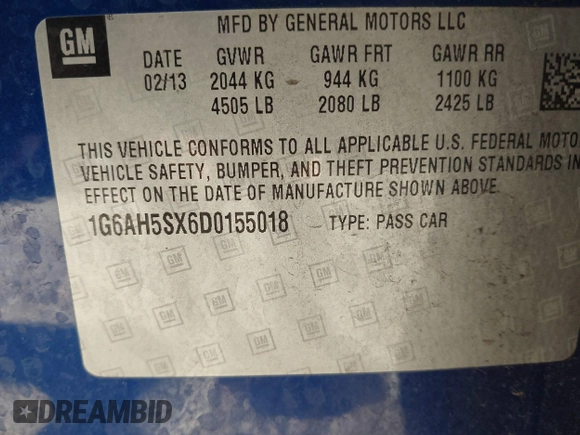 GM
MFD BY GENERAL MOTORS LLC
DATE GVWR GAWR FRT GAWR RR
02/13 2044 KG 944 KG 1100 KG
4505 LB 2080 LB 2425 LB
THIS VEHICLE CONFORMS TO ALL APPLICABLE U.S. FEDERAL MOTO
VEHICLE SAFETY, BUMPER, AND THEFT PREVENTION STANDARDS IN
EFFECT ON THE DATE OF MANUFACTURE SHOWN ABOVE.
1G6AH5SX6D0155018 TYPE: PASS CAR
DREAMBID